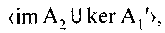 ⟨im A₂ ∪ ker A₁′⟩,